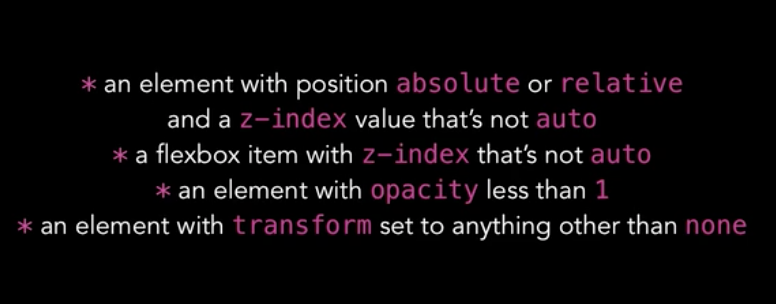 * an element with position absolute or relative
and a z-index value that's not auto
* a flexbox item with z-index that's not auto
* an element with opacity less than 1
* an element with transform set to anything other than none